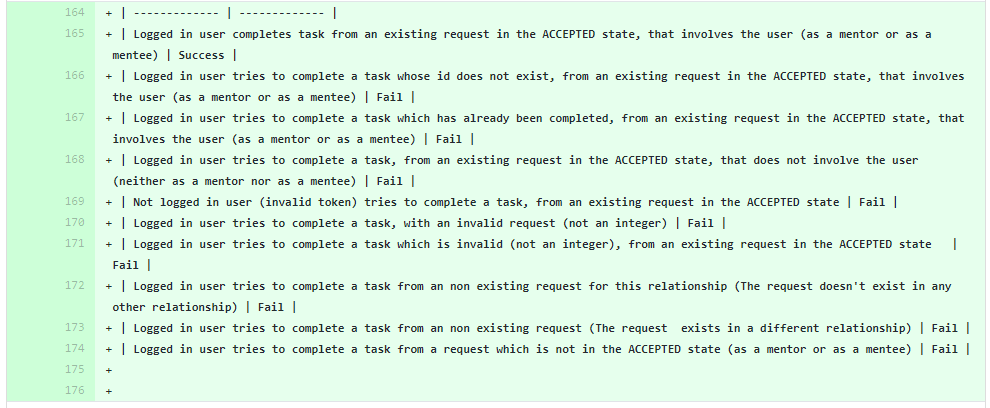 164 + | ------------- | ------------- |
165 + | Logged in user completes task from an existing request in the ACCEPTED state, that involves the user (as a mentor or as a
mentee) | Success |
166 + | Logged in user tries to complete a task whose id does not exist, from an existing request in the ACCEPTED state, that involves
the user (as a mentor or as a mentee) | Fail |
167 + | Logged in user tries to complete a task which has already been completed, from an existing request in the ACCEPTED state, that
involves the user (as a mentor or as a mentee) | Fail |
168 + | Logged in user tries to complete a task, from an existing request in the ACCEPTED state, that does not involve the user
(neither as a mentor nor as a mentee) | Fail |
169 + | Not logged in user (invalid token) tries to complete a task, from an existing request in the ACCEPTED state | Fail |
170 + | Logged in user tries to complete a task, with an invalid request (not an integer) | Fail |
171 + | Logged in user tries to complete a task which is invalid (not an integer), from an existing request in the ACCEPTED state   |
Fail |
172 + | Logged in user tries to complete a task from an non existing request for this relationship (The request doesn't exist in any
other relationship) | Fail |
173 + | Logged in user tries to complete a task from an non existing request (The request  exists in a different relationship) | Fail |
174 + | Logged in user tries to complete a task from a request which is not in the ACCEPTED state (as a mentor or as a mentee) | Fail |
175 +
176 +